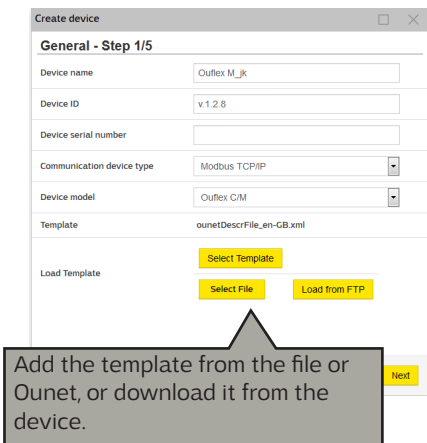 Create device
General - Step 1/5
Device name Ouflex M_jk
Device ID v.1.2.8
Device serial number
Communication device type Modbus TCP/IP
Device model Ouflex C/M
Template ounetDescrFile_en-GB.xml
Load Template
Select Template
Select File Load from FTP
Next
Add the template from the file or
Ounet, or download it from the
device.